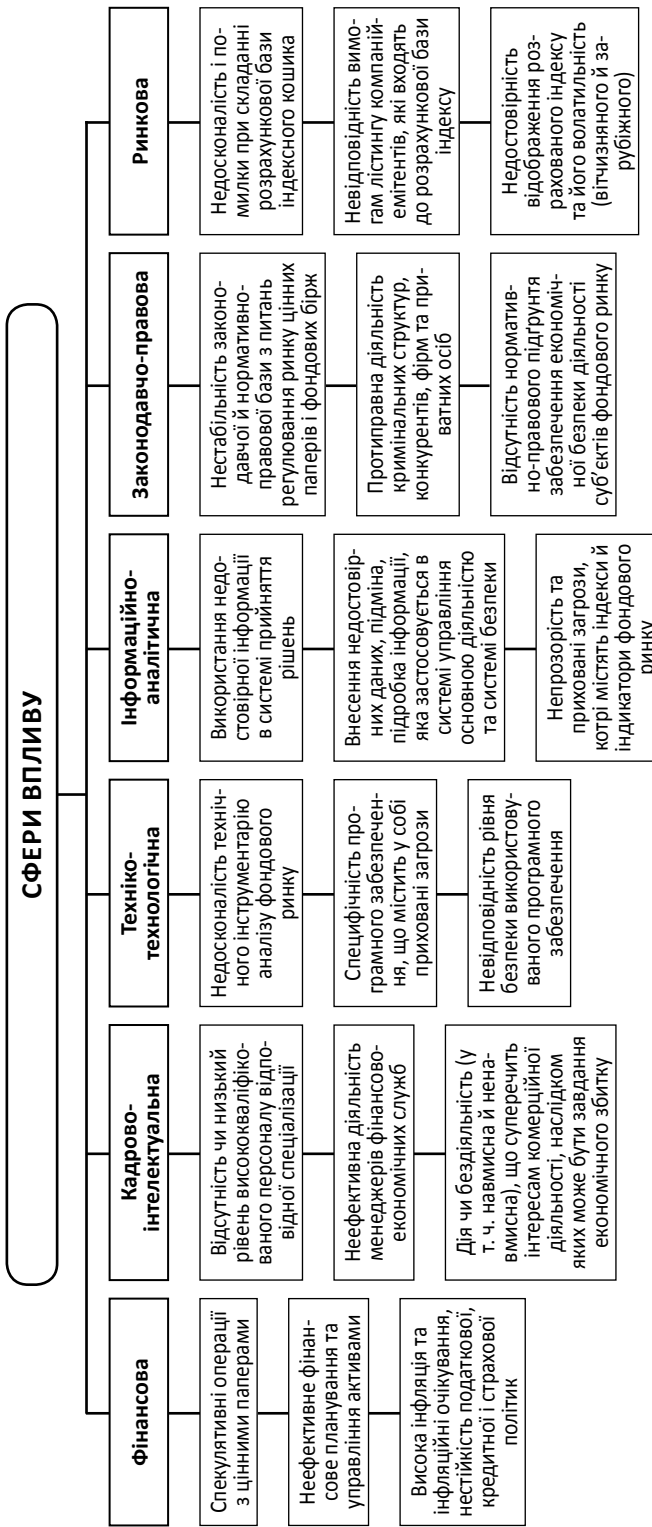 СФЕРИ ВПЛИВУ
Фінансова
Спекулятивні операції
з цінними паперами
Неефективне фінан-
сове планування та
управління активами
Висока інфляція та
інфляційні очікування,
нестійкість податкової,
кредитної і страхової
політик
Кадрово-
інтелектуальна
Відсутність чи низький
рівень висококваліфіко-
ваного персоналу відпо-
відної спеціалізації
Неефективна діяльність
менеджерів фінансово-
економічних служб
Дія чи бездіяльність (у
т. ч. навмисна й нена-
вмисна), що суперечить
інтересам комерційної
діяльності, наслідком
яких може бути завдання
економічного збитку
Техніко-
технологічна
Недосконалість техніч-
ного інструментарію
аналізу фондового
ринку
Специфічність про-
грамного забезпечен-
ня, що містить у собі
приховані загрози
Невідповідність рівня
безпеки використову-
ваного програмного
забезпечення
Інформаційно-
аналітична
Використання недо-
стовірної інформації
в системі прийняття
рішень
Внесення недостовір-
них даних, підміна,
підробка інформації,
яка застосовується в
системі управління
основною діяльністю
та системі безпеки
Непрозорість та
приховані загрози,
котрі містять індекси й
індикатори фондового
ринку
Законодавчо-правова
Нестабільність законо-
давчої й нормативно-
правової бази з питань
регулювання ринку цінних
паперів і фондових бірж
Протиправна діяльність
кримінальних структур,
конкурентів, фірм та при-
ватних осіб
Відсутність норматив-
но-правового підґрунтя
забезпечення економіч-
ної безпеки діяльності
суб’єктів фондового ринку
Ринкова
Недосконалість і по-
милки при складанні
розрахункової бази
індексного кошика
Невідповідність вимо-
гам лістингу компаній-
емітентів, які входять
до розрахункової бази
індексу
Недостовірність
відображення роз-
рахованого індексу
та його волатильність
(вітчизняного й за-
рубіжного)